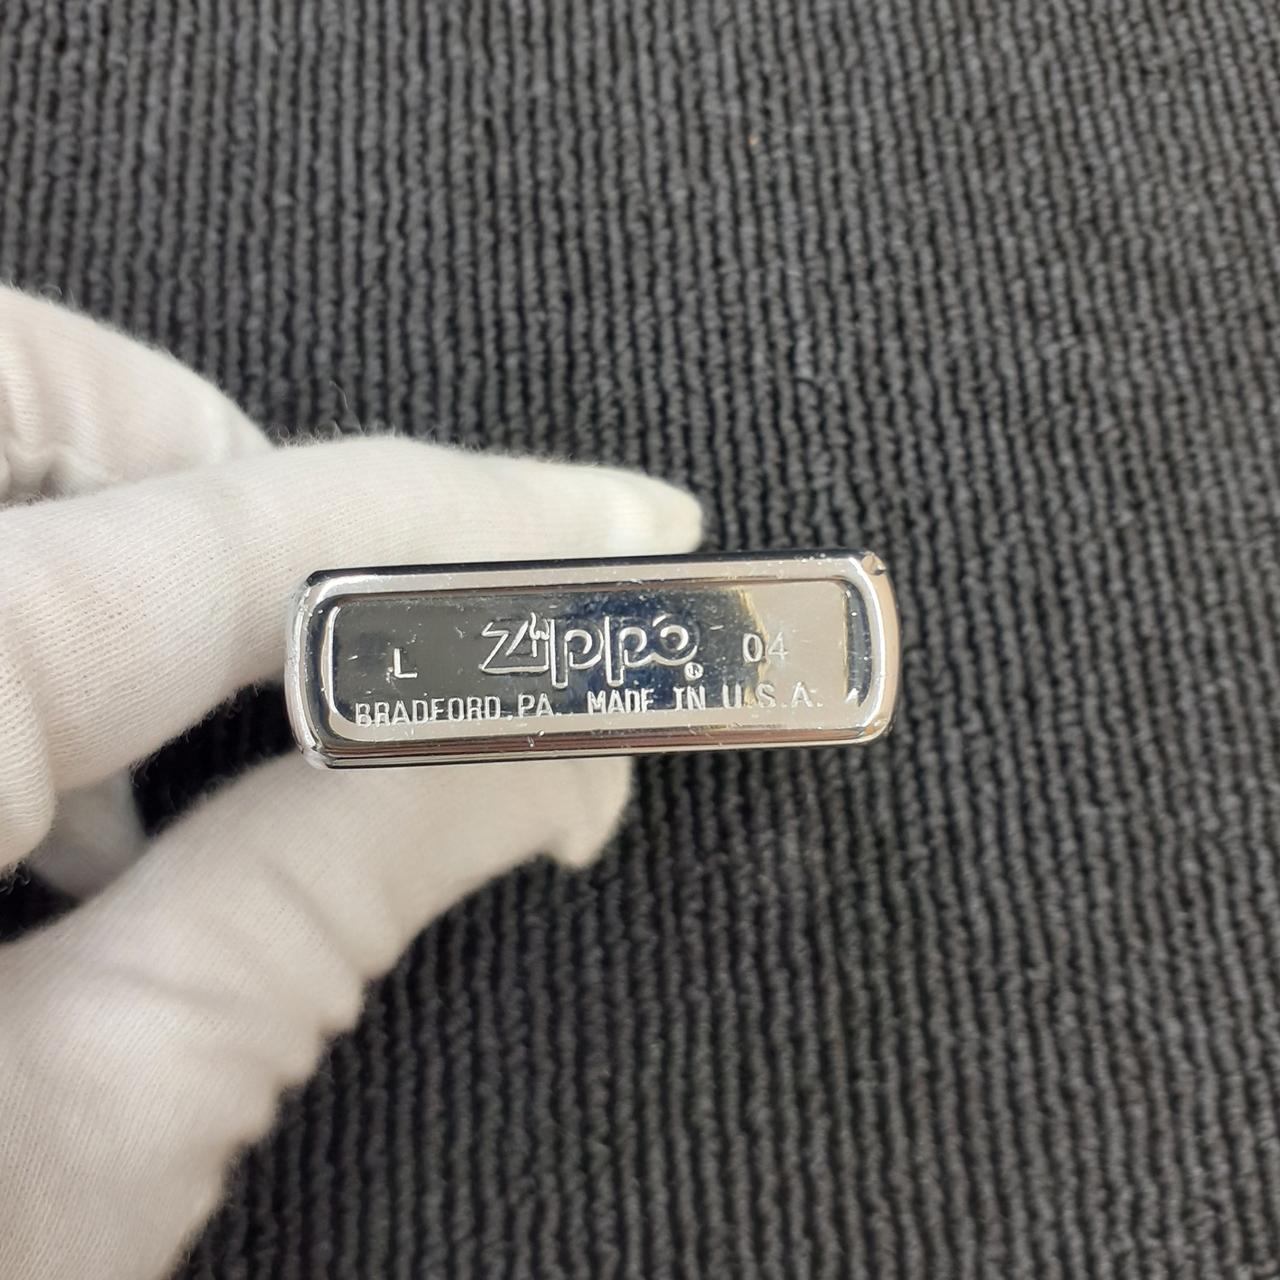 L Zippo ® 04
BRADFORD, PA. MADE IN U.S.A.